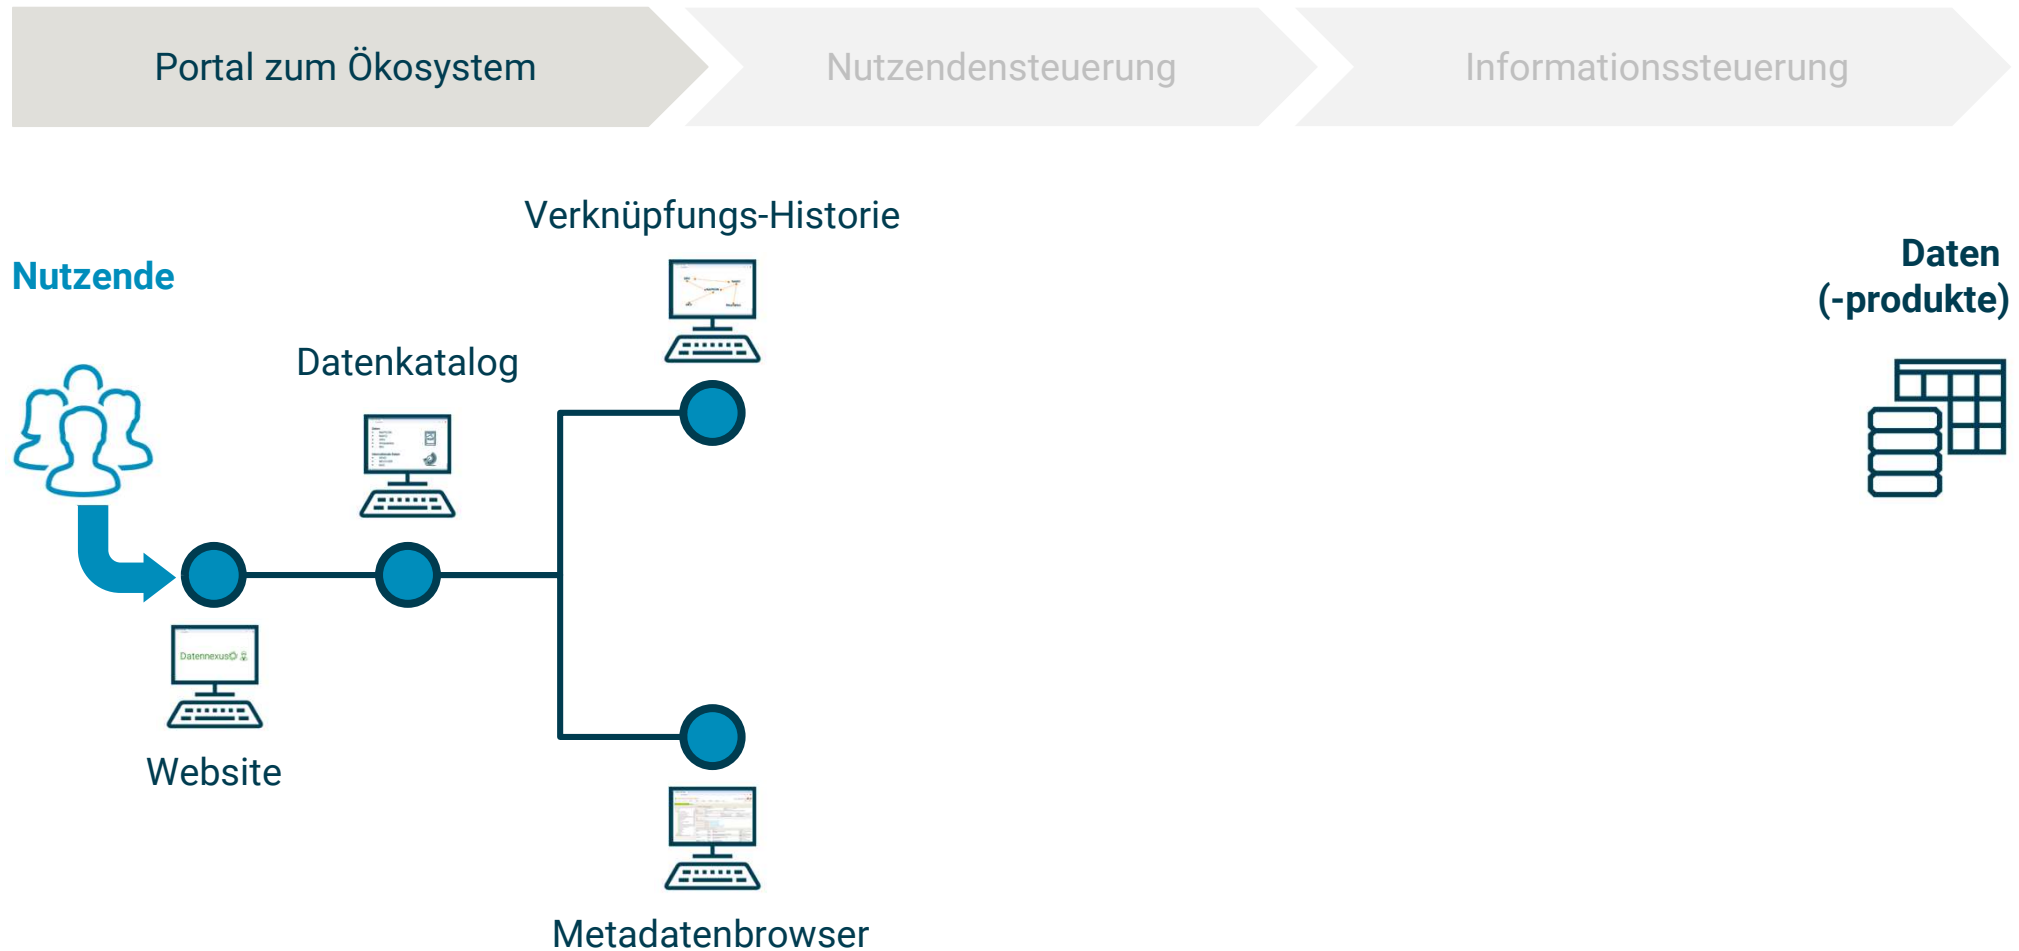 Portal zum Ökosystem
Nutzendensteuerung
Informationssteuerung
Verknüpfungs-Historie
Nutzende
Daten
(-produkte)
Datenkatalog
Datennexus
Website
Metadatenbrowser